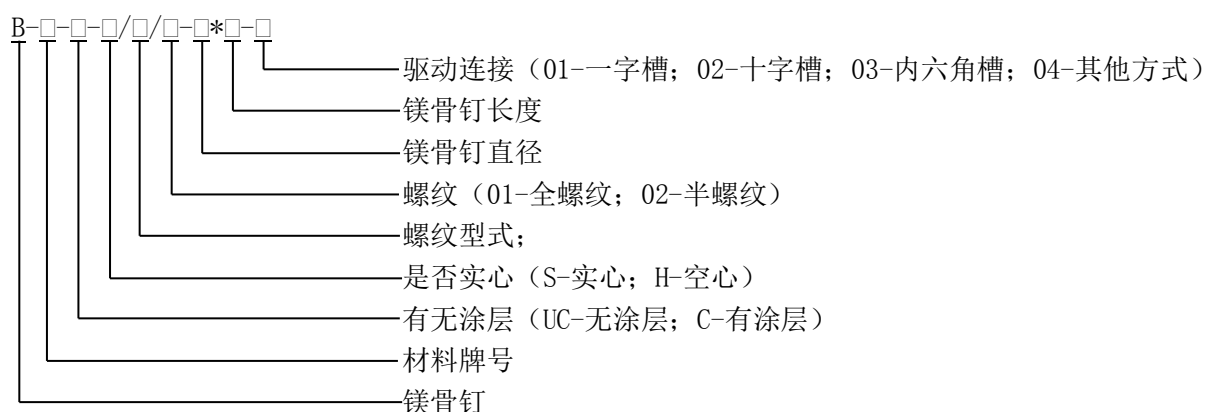 B-□-□-□/□/□-□*□-□
驱动连接（01-一字槽；02-十字槽；03-内六角槽；04-其他方式）
镁骨钉长度
镁骨钉直径
螺纹（01-全螺纹；02-半螺纹）
螺纹型式；
是否实心（S-实心；H-空心）
有无涂层（UC-无涂层；C-有涂层）
材料牌号
镁骨钉